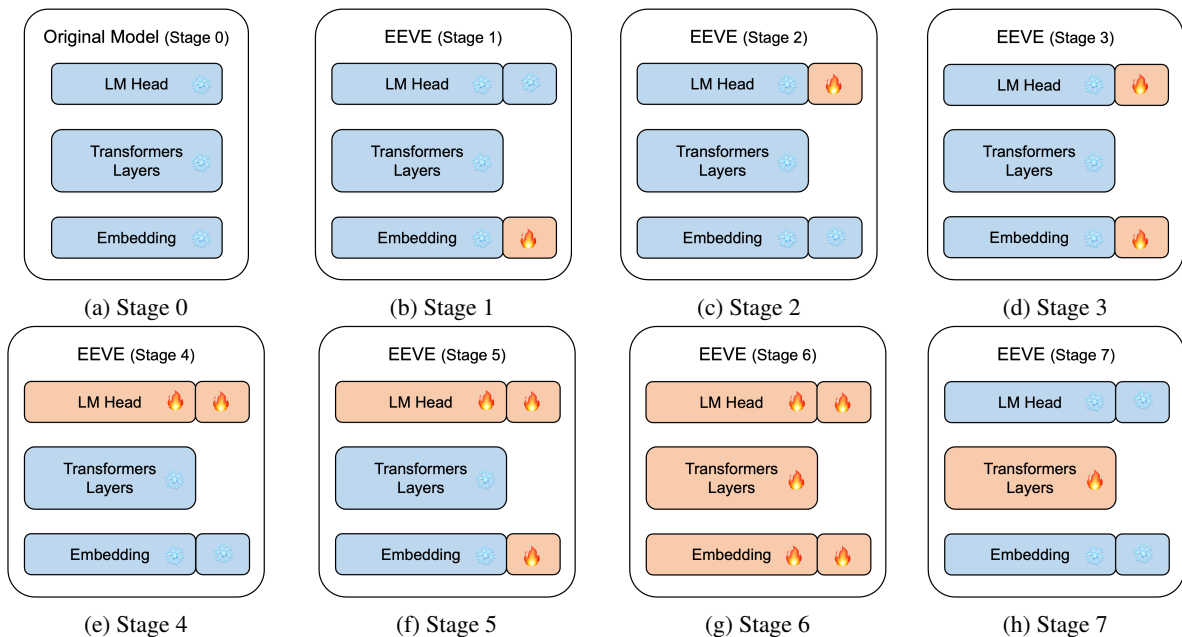 Original Model (Stage 0)
LM Head
Transformers
Layers
Embedding
(a) Stage 0
EEVE (Stage 1)
LM Head
Transformers
Layers
Embedding
(b) Stage 1
EEVE (Stage 2)
LM Head
Transformers
Layers
Embedding
(c) Stage 2
EEVE (Stage 3)
LM Head
Transformers
Layers
Embedding
(d) Stage 3
EEVE (Stage 4)
LM Head
Transformers
Layers
Embedding
(e) Stage 4
EEVE (Stage 5)
LM Head
Transformers
Layers
Embedding
(f) Stage 5
EEVE (Stage 6)
LM Head
Transformers
Layers
Embedding
(g) Stage 6
EEVE (Stage 7)
LM Head
Transformers
Layers
Embedding
(h) Stage 7